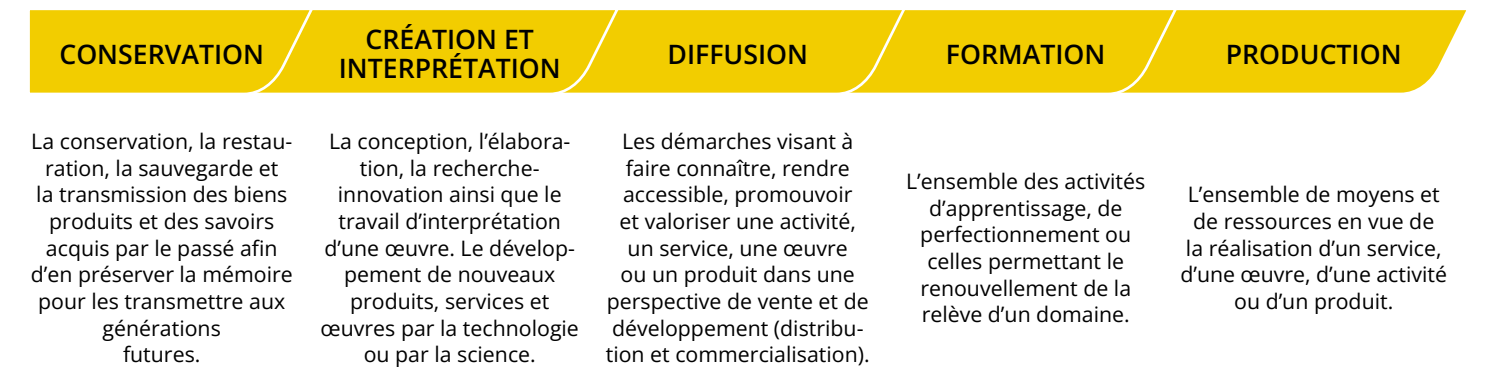 CONSERVATION
La conservation, la restau-
ration, la sauvegarde et
la transmission des biens
produits et des savoirs
acquis par le passé afin
d'en préserver la mémoire
pour les transmettre aux
générations
futures.
CRÉATION ET
INTERPRÉTATION
La conception, l'élabora-
tion, la recherche-
innovation ainsi que le
travail d'interprétation
d'une œuvre. Le dévelop-
pement de nouveaux
produits, services et
œuvres par la technologie
ou par la science.
DIFFUSION
Les démarches visant à
faire connaître, rendre
accessible, promouvoir
et valoriser une activité,
un service, une œuvre
ou un produit dans une
perspective de vente et de
développement (distribu-
tion et commercialisation).
FORMATION
L'ensemble des activités
d'apprentissage, de
perfectionnement ou
celles permettant le
renouvellement de la
relève d'un domaine.
PRODUCTION
L'ensemble de moyens et
de ressources en vue de
la réalisation d'un service,
d'une œuvre, d'une activité
ou d'un produit.